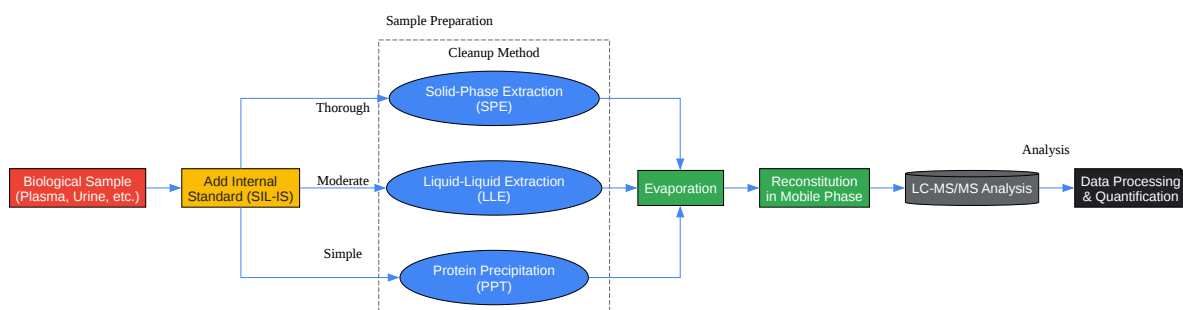 Sample Preparation
Cleanup Method
Solid-Phase Extraction
(SPE)
Thorough
Biological Sample
(Plasma, Urine, etc.)
Add Internal
Standard (SIL-IS)
Moderate
Liquid-Liquid Extraction
(LLE)
Evaporation
Reconstitution
in Mobile Phase
Analysis
LC-MS/MS Analysis
Data Processing
& Quantification
Simple
Protein Precipitation
(PPT)